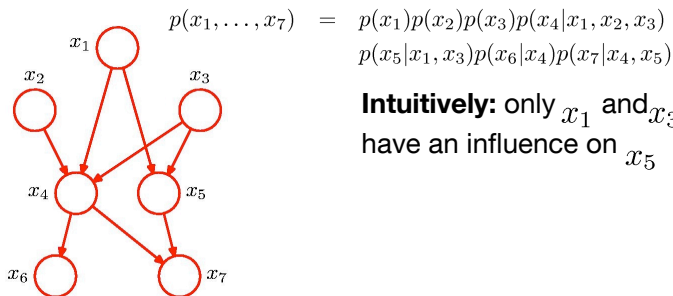 p(x₁, . . . , x₇) = p(x₁)p(x₂)p(x₃)p(x₄|x₁, x₂, x₃)
p(x₅|x₁, x₃)p(x₆|x₄)p(x₇|x₄, x₅)
x₁
x₂
x₃
Intuitively: only x₁ and x₃
have an influence on x₅
x₄
x₅
x₆
x₇